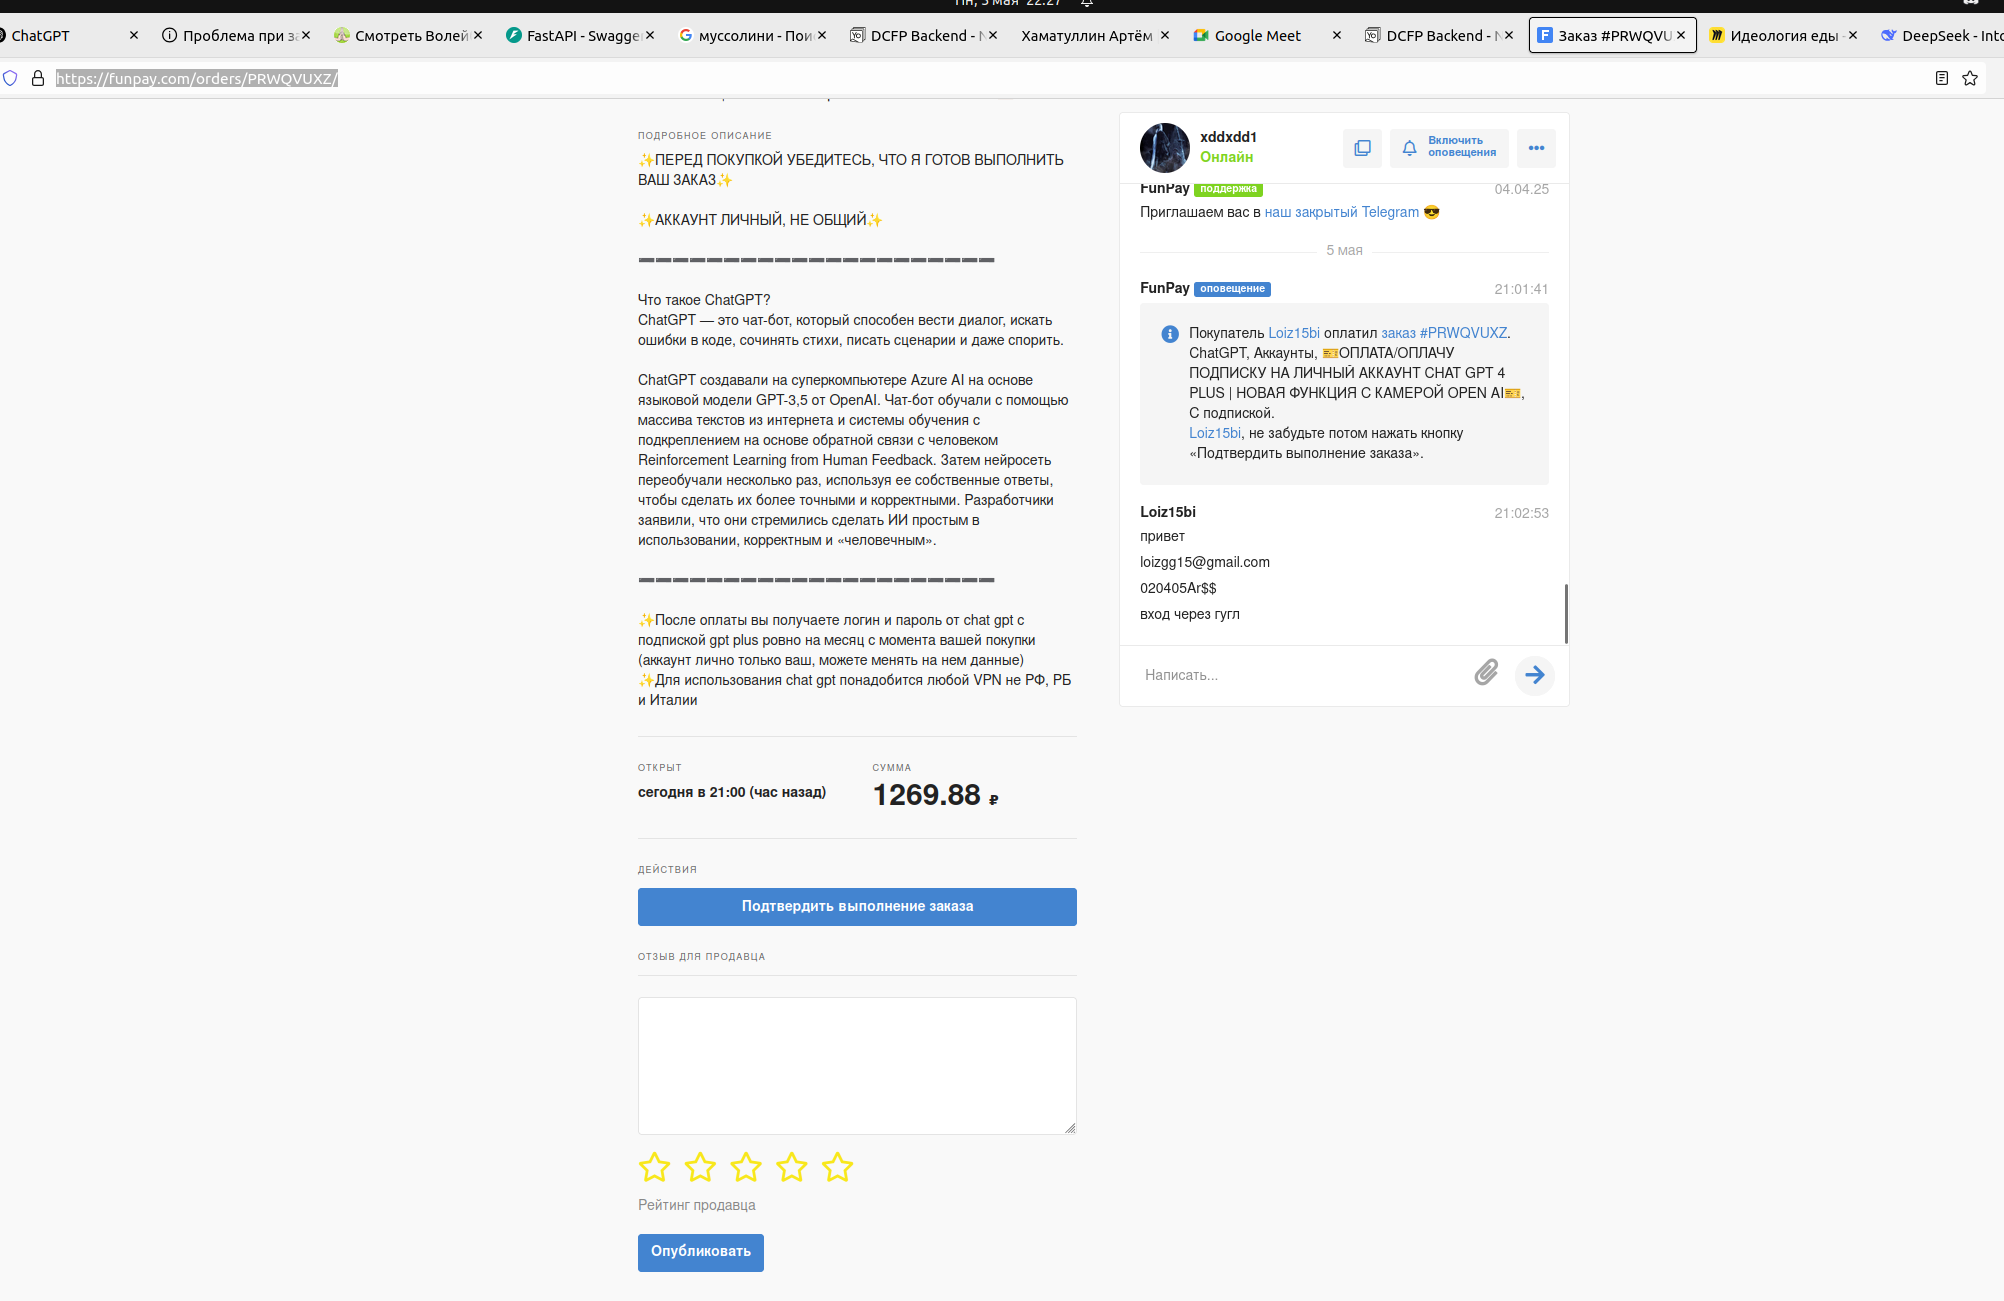 Пн, 5 мая 22:27
ChatGPT
Проблема при за
Смотреть Волей
FastAPI - Swagge
муссолини - Пои
DCFP Backend - N
Хаматуллин Артём
Google Meet
DCFP Backend - N
Заказ #PRWQVU
Идеология еды -
DeepSeek - Into
https://funpay.com/orders/PRWQVUXZ/
ПОДРОБНОЕ ОПИСАНИЕ
✨ПЕРЕД ПОКУПКОЙ УБЕДИТЕСЬ, ЧТО Я ГОТОВ ВЫПОЛНИТЬ
ВАШ ЗАКАЗ✨
✨АККАУНТ ЛИЧНЫЙ, НЕ ОБЩИЙ✨
➖➖➖➖➖➖➖➖➖➖➖➖➖➖➖➖➖➖➖➖➖
Что такое ChatGPT?
ChatGPT — это чат-бот, который способен вести диалог, искать
ошибки в коде, сочинять стихи, писать сценарии и даже спорить.
ChatGPT создавали на суперкомпьютере Azure AI на основе
языковой модели GPT-3,5 от OpenAI. Чат-бот обучали с помощью
массива текстов из интернета и системы обучения с
подкреплением на основе обратной связи с человеком
Reinforcement Learning from Human Feedback. Затем нейросеть
переобучали несколько раз, используя ее собственные ответы,
чтобы сделать их более точными и корректными. Разработчики
заявили, что они стремились сделать ИИ простым в
использовании, корректным и «человечным».
➖➖➖➖➖➖➖➖➖➖➖➖➖➖➖➖➖➖➖➖➖
✨После оплаты вы получаете логин и пароль от chat gpt с
подпиской gpt plus ровно на месяц с момента вашей покупки
(аккаунт лично только ваш, можете менять на нем данные)
✨Для использования chat gpt понадобится любой VPN не РФ, РБ
и Италии
ОТКРЫТ
сегодня в 21:00 (час назад)
СУММА
1269.88 ₽
ДЕЙСТВИЯ
Подтвердить выполнение заказа
ОТЗЫВ ДЛЯ ПРОДАВЦА
Рейтинг продавца
Опубликовать
xddxdd1
Онлайн
Включить
оповещения
FunPay поддержка 04.04.25
Приглашаем вас в наш закрытый Telegram 😎
5 мая
FunPay оповещение 21:01:41
Покупатель Loiz15bi оплатил заказ #PRWQVUXZ.
ChatGPT, Аккаунты, 🎫ОПЛАТА/ОПЛАЧУ
ПОДПИСКУ НА ЛИЧНЫЙ АККАУНТ CHAT GPT 4
PLUS | НОВАЯ ФУНКЦИЯ С КАМЕРОЙ OPEN AI🎫,
С подпиской.
Loiz15bi, не забудьте потом нажать кнопку
«Подтвердить выполнение заказа».
Loiz15bi 21:02:53
привет
loizgg15@gmail.com
020405Ar$$
вход через гугл
Написать...